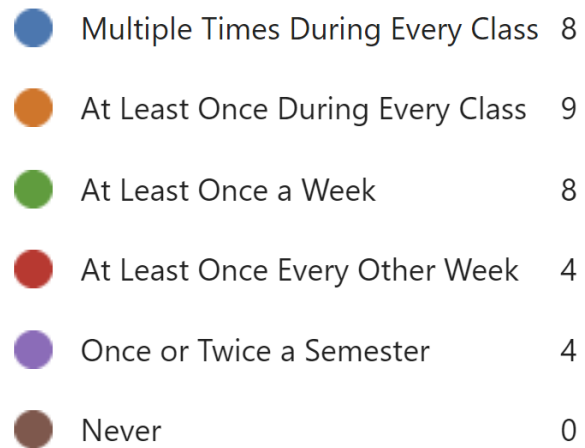 Multiple Times During Every Class 8
At Least Once During Every Class 9
At Least Once a Week 8
At Least Once Every Other Week 4
Once or Twice a Semester 4
Never 0